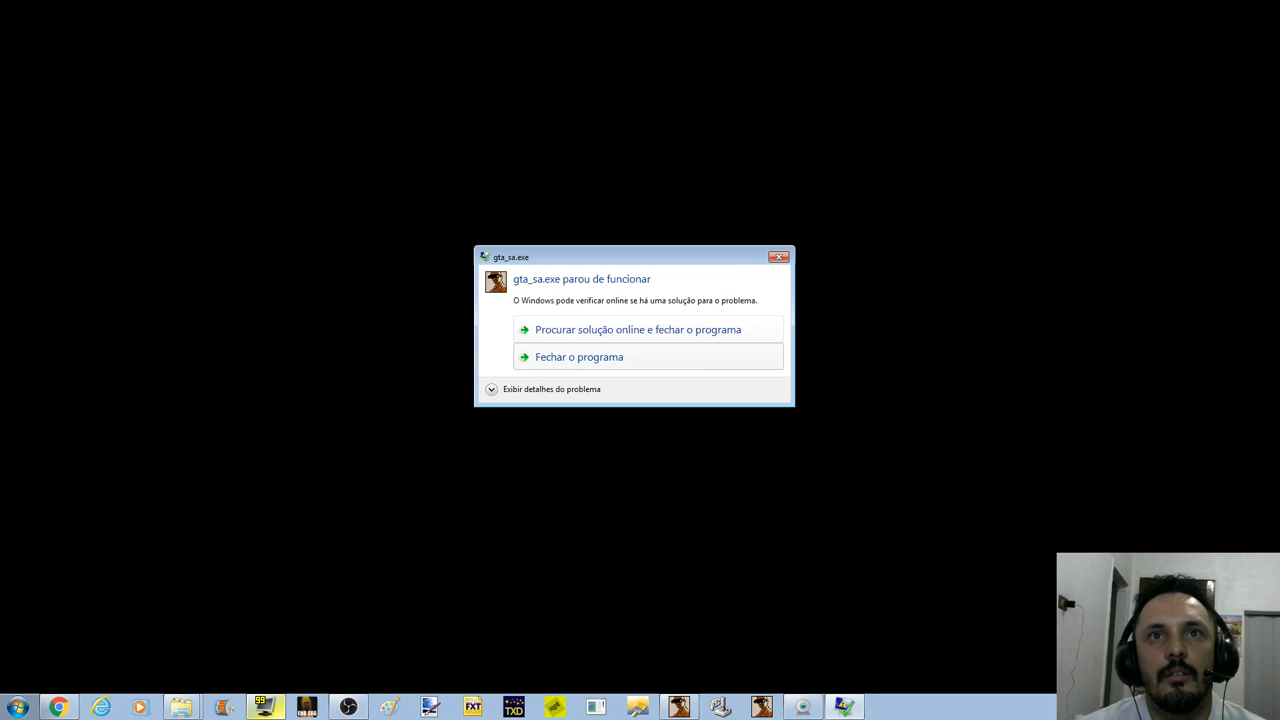 gta_sa.exe
gta_sa.exe parou de funcionar
O Windows pode verificar online se há uma solução para o problema.
Procurar solução online e fechar o programa
Fechar o programa
Exibir detalhes do problema
99
FXT
TXD